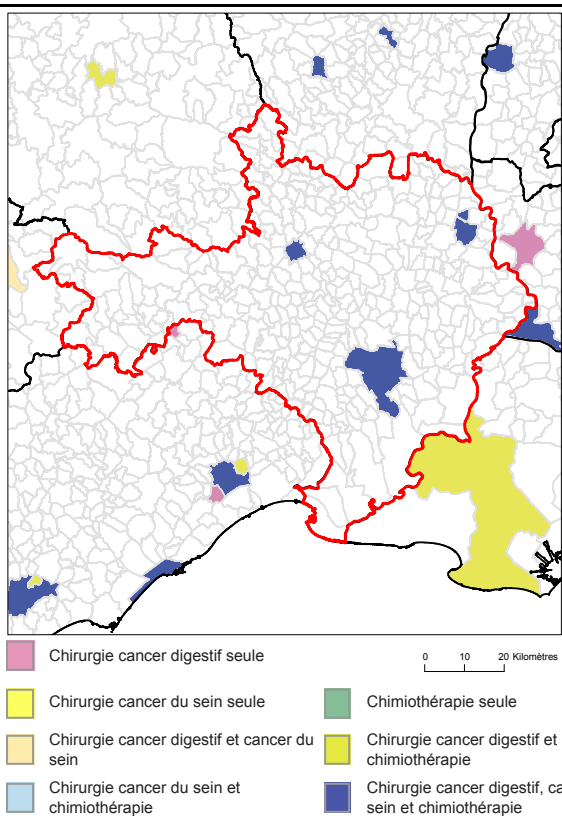 Chirurgie cancer digestif seule
0 10 20 Kilomètres
Chirurgie cancer du sein seule
Chimiothérapie seule
Chirurgie cancer digestif et cancer du
sein
Chirurgie cancer digestif et
chimiothérapie
Chirurgie cancer du sein et
chimiothérapie
Chirurgie cancer digestif, ca
sein et chimiothérapie